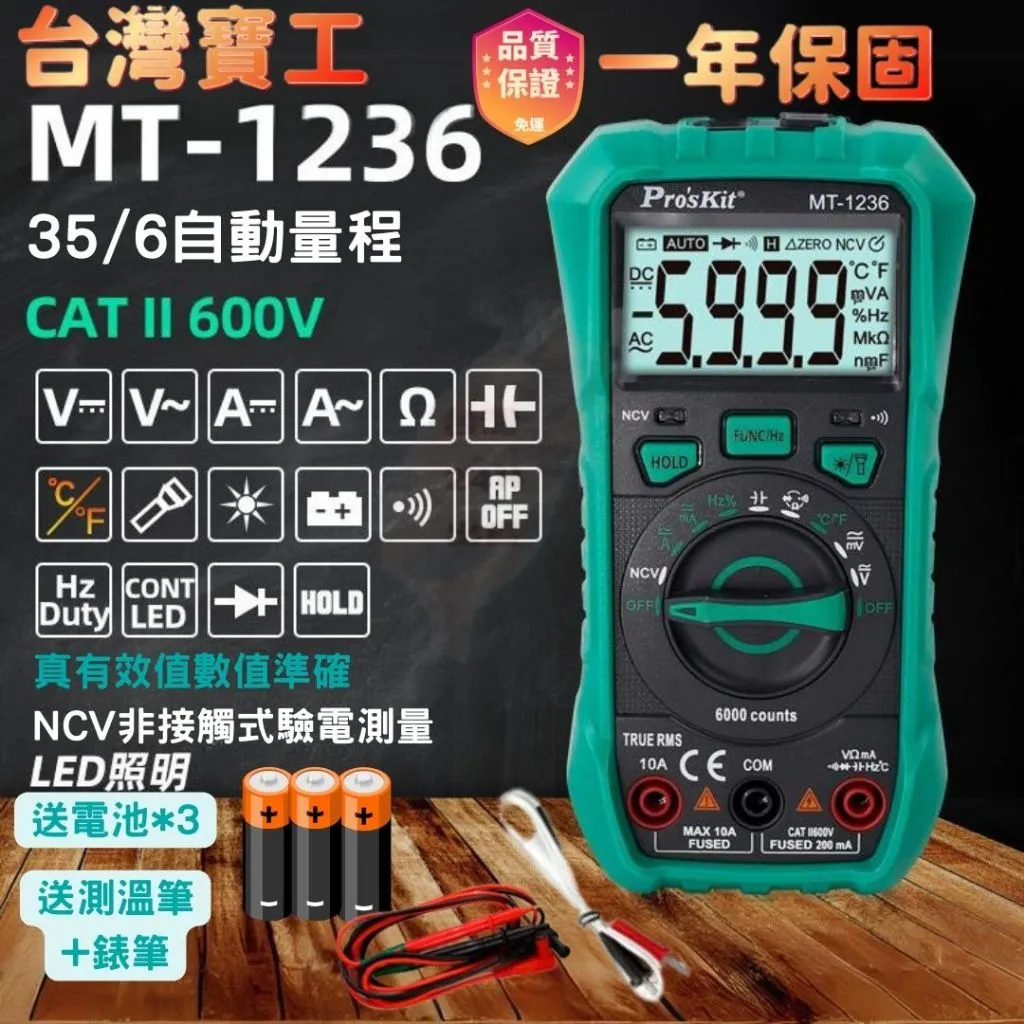 台灣寶工
品質
保證
免運
一年保固
MT-1236
35/6自動量程
CAT II 600V
V
V~
A
A~
Ω
℃/℉
- +
AP
OFF
Hz
Duty
CONT
LED
HOLD
真有效值數值準確
NCV非接觸式驗電測量
LED照明
送電池*3
送測溫筆
+錶筆
Pro'sKit®
MT-1236
AUTO H △ZERO NCV
DC
AC
-5.9.9.9
°C°F
mVA
%Hz
MkΩ
nmF
NCV
FUNC/Hz
HOLD
Hz%
°C/°F
mA
mV
A
V
NCV
OFF
OFF
6000 counts
TRUE RMS
10A
CE
COM
VΩmA
Hz°C
MAX 10A
FUSED
CAT II600V
FUSED 200 mA